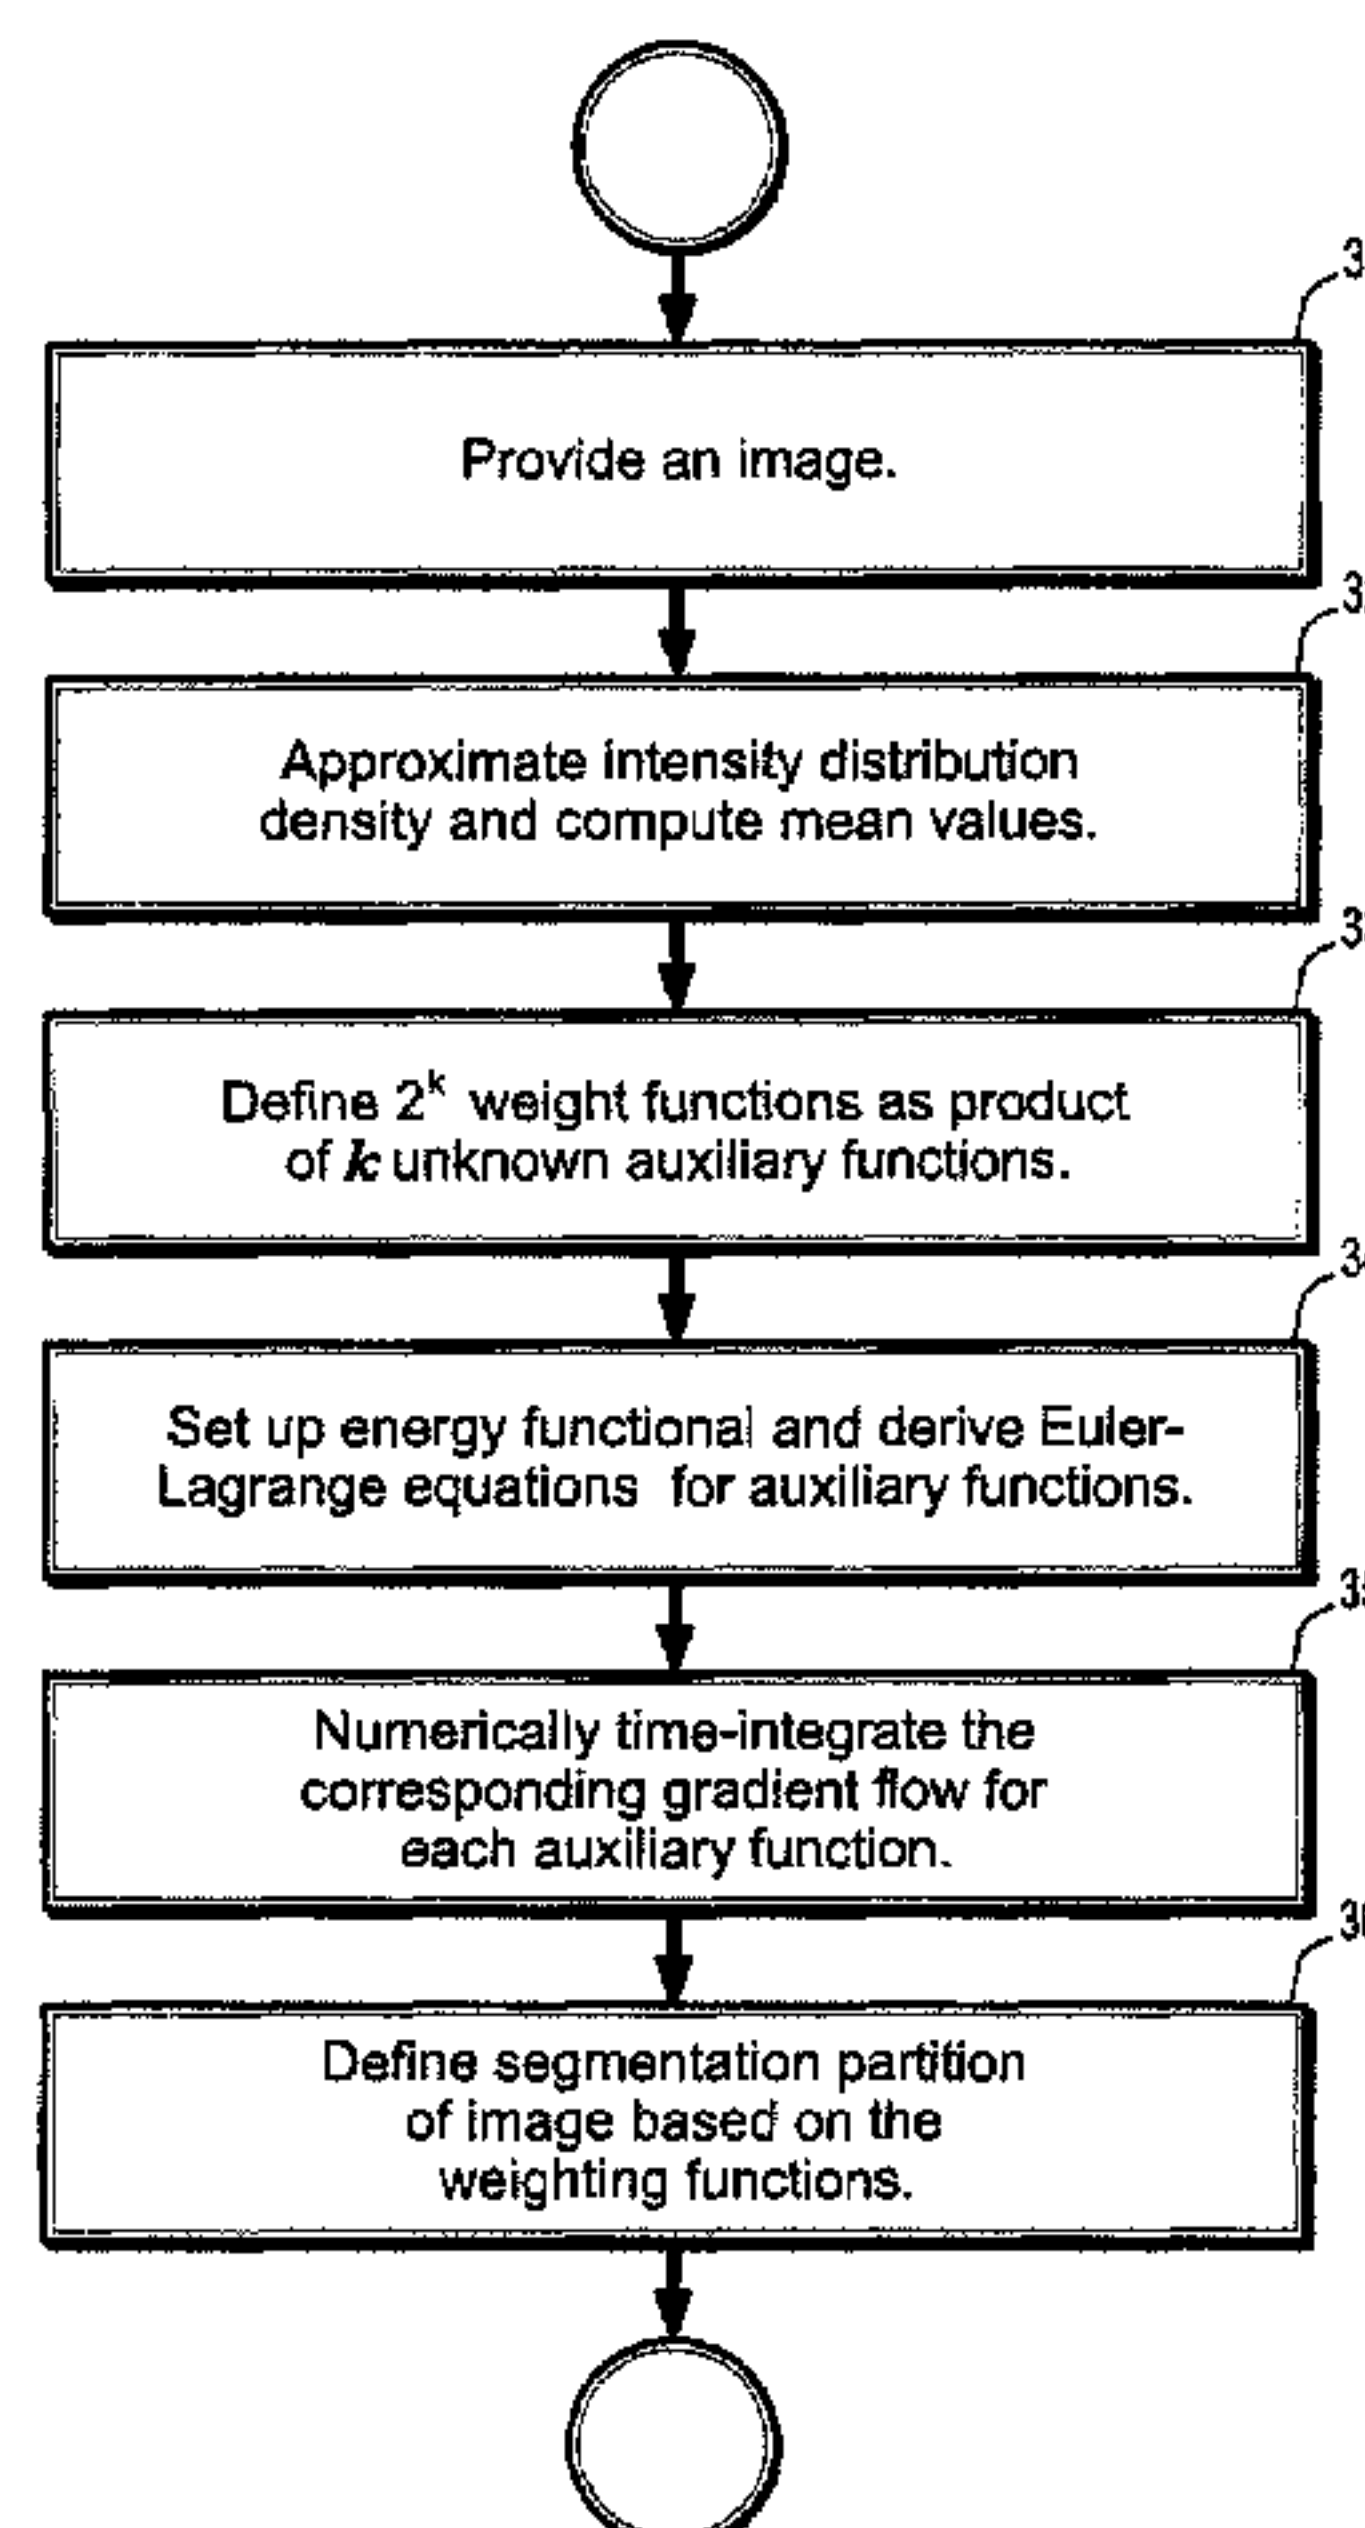 Provide an image.
Approximate intensity distribution
density and compute mean values.
Define 2ᵏ weight functions as product
of k unknown auxiliary functions.
Set up energy functional and derive Euler-
Lagrange equations for auxiliary functions.
Numerically time-integrate the
corresponding gradient flow for
each auxiliary function.
Define segmentation partition
of image based on the
weighting functions.